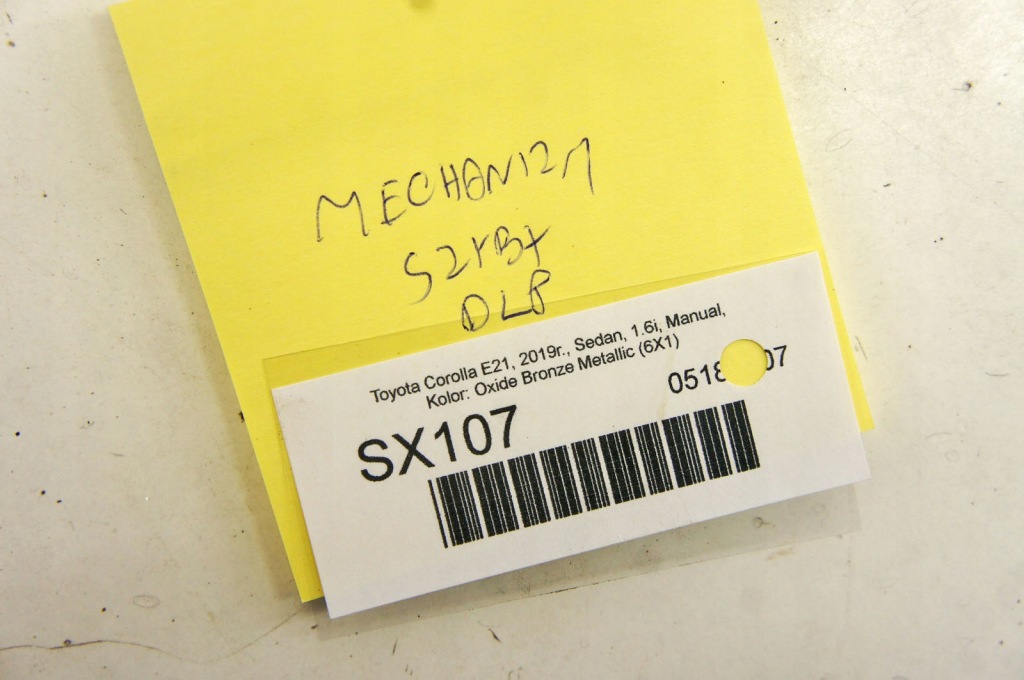 MECHANIZM
SZYBY
DLP
Toyota Corolla E21, 2019r., Sedan, 1.6i, Manual,
Kolor: Oxide Bronze Metallic (6X1)
SX107